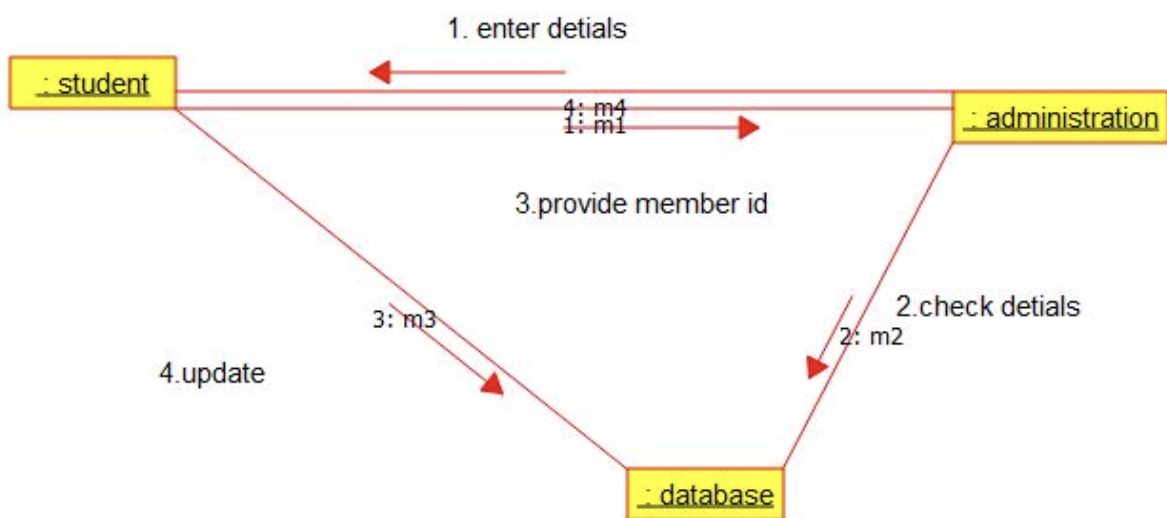 1. enter detials
: student
4: m4
1: m1
: administration
3.provide member id
2.check detials
3: m3
2: m2
4.update
: database